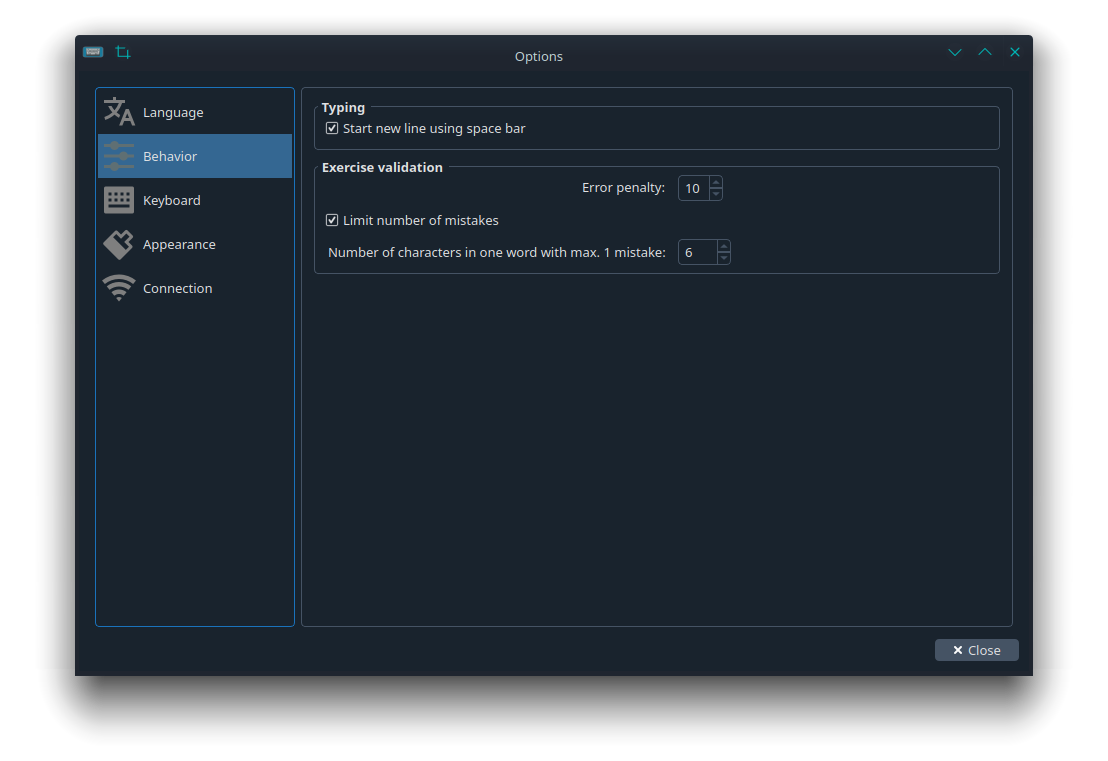 Options
Language
Behavior
Keyboard
Appearance
Connection
Typing
Start new line using space bar
Exercise validation
Error penalty: 10
Limit number of mistakes
Number of characters in one word with max. 1 mistake: 6
Close